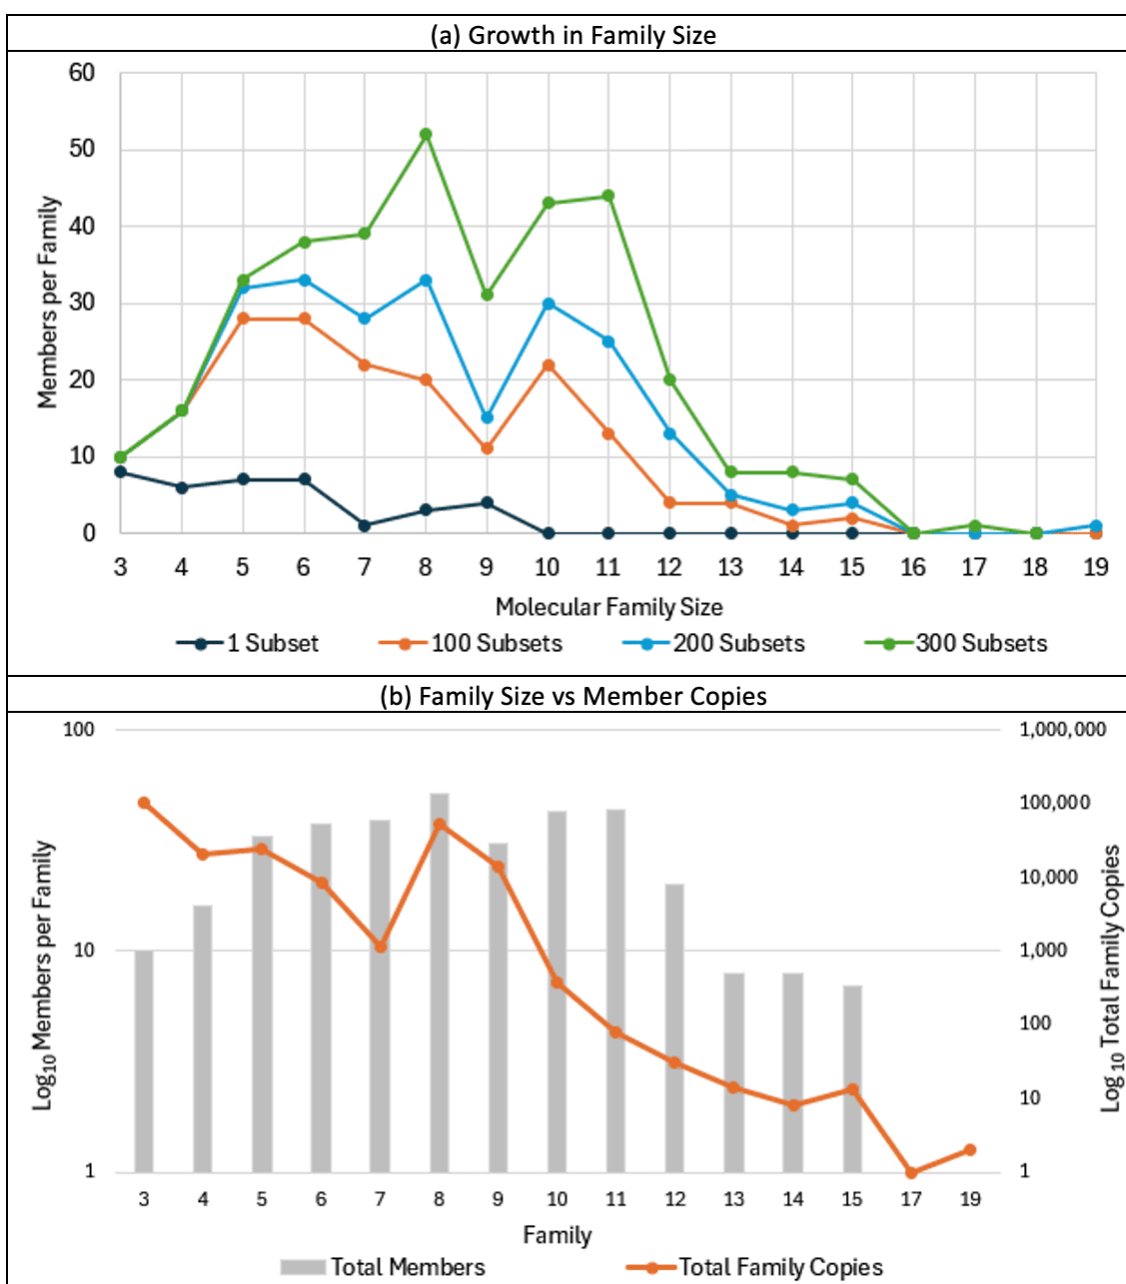 (a) Growth in Family Size
60
50
40
30
20
10
0
Members per Family
3 4 5 6 7 8 9 10 11 12 13 14 15 16 17 18 19
Molecular Family Size
1 Subset 100 Subsets 200 Subsets 300 Subsets
(b) Family Size vs Member Copies
100
10
1
Log10 Members per Family
1,000,000
100,000
10,000
1,000
100
10
1
Log 10 Total Family Copies
3 4 5 6 7 8 9 10 11 12 13 14 15 17 19
Family
Total Members Total Family Copies